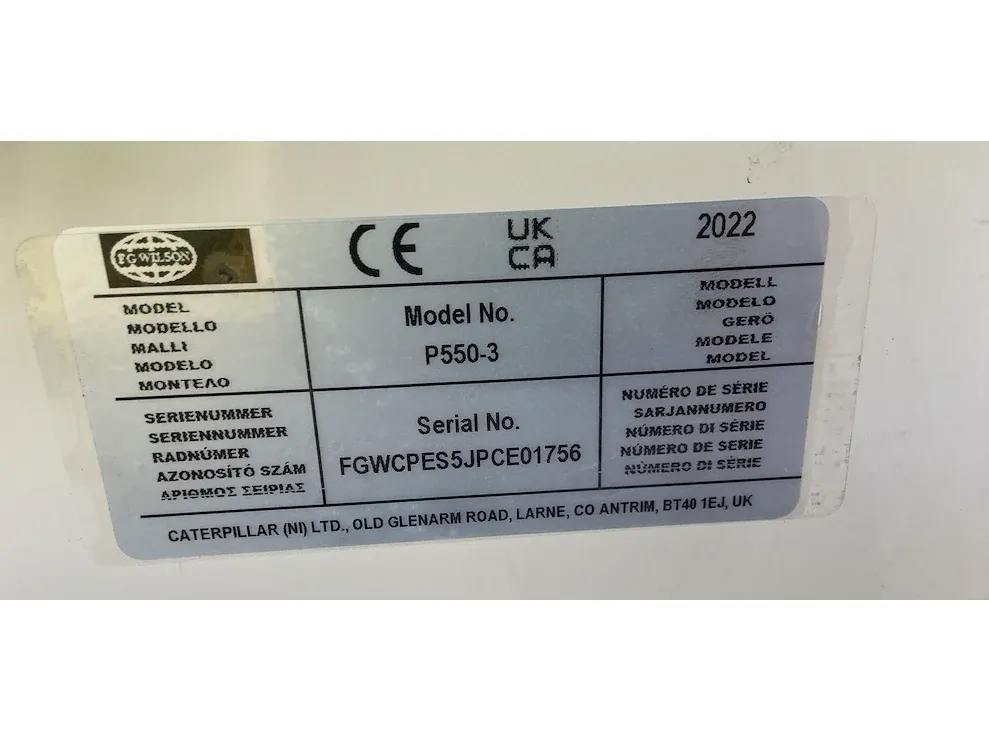 FG WILSON
CE
UK
CA
2022
MODEL
MODELLO
MALLI
MODELO
ΜΟΝΤΕΛΟ
Model No.
P550-3
MODELL
MODELO
GERÖ
MODELE
MODEL
SERIENUMMER
SERIENNUMMER
RADNÚMER
AZONOSÍTÓ SZÁM
ΑΡΙΘΜΟΣ ΣΕΙΡΙΑΣ
Serial No.
FGWCPES5JPCE01756
NUMÉRO DE SÉRIE
SARJANNUMERO
NÚMERO DI SÉRIE
NÚMERO DE SÉRIE
NÚMERO DI SÉRIE
CATERPILLAR (NI) LTD., OLD GLENARM ROAD, LARNE, CO ANTRIM, BT40 1EJ, UK